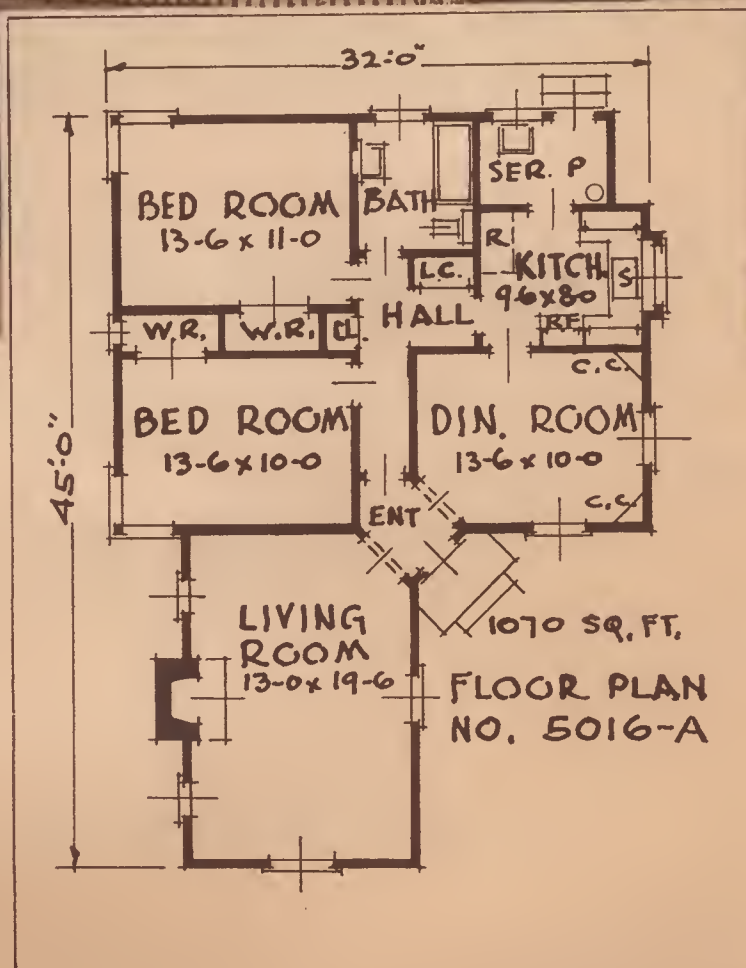 32'-0"
SER. P
BED ROOM
13-6 x 11-0
BATH
R
L.C.
KITCH.
9-6x8-0
S
W.R.
W.R.
CL.
HALL
RF
C.C.
BED ROOM
13-6 x 10-0
DIN. ROOM
13-6 x 10-0
45'-0"
C.C.
ENT
LIVING
ROOM
13-0 x 19-6
1070 SQ. FT.
FLOOR PLAN
NO. 5016-A